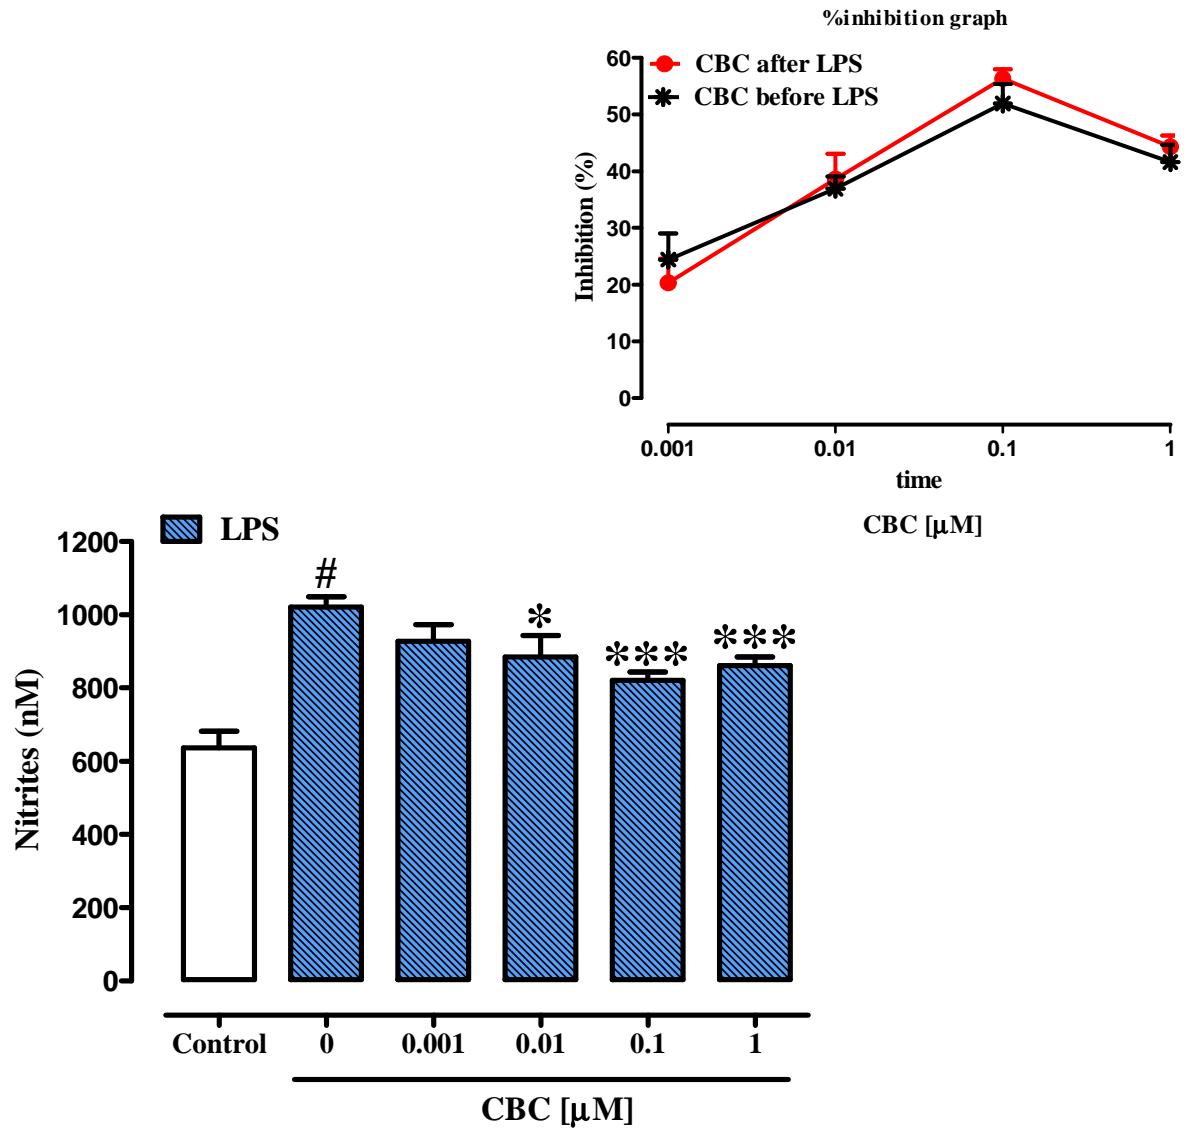 %inhibition graph
CBC after LPS
CBC before LPS
60
50
40
30
20
10
0
Inhibition (%)
0.001 0.01 0.1 1
time
CBC [μM]
LPS
1200
1000
800
600
400
200
0
Nitrites (nM)
#
*
***
***
Control 0 0.001 0.01 0.1 1
CBC [μM]